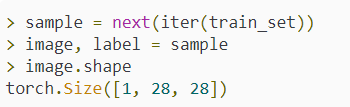 > sample = next(iter(train_set))
> image, label = sample
> image.shape
torch.Size([1, 28, 28])